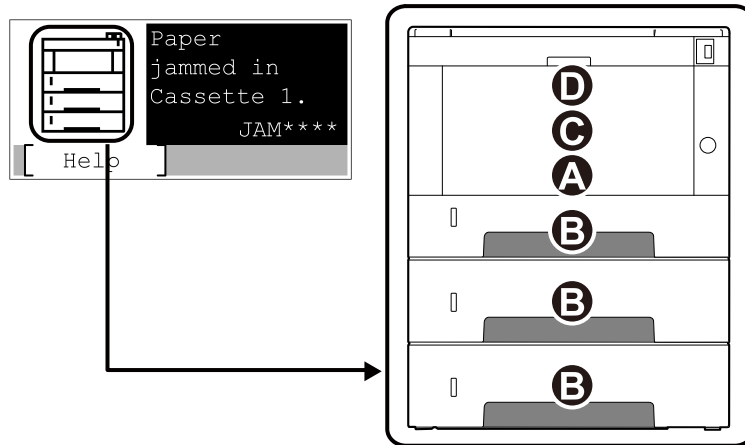 Paper
jammed in
Cassette 1.
JAM****
[ Help ]
D
C
A
B
B
B